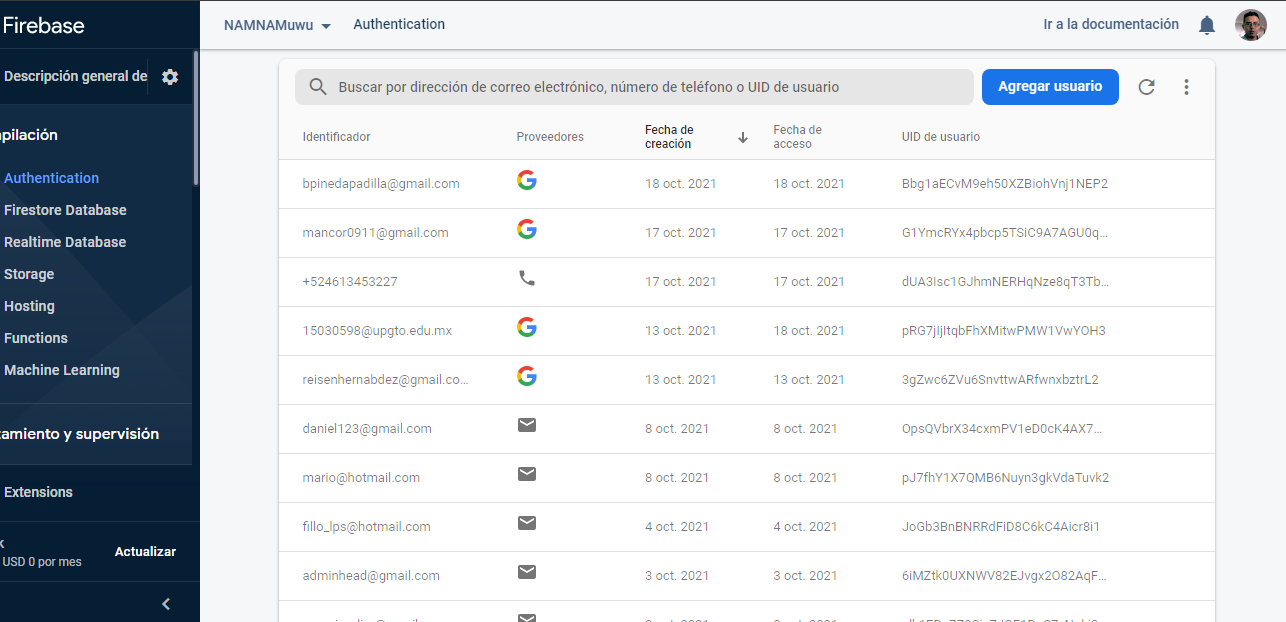 Firebase
NAMNAMuwu
Authentication
Ir a la documentación
Descripción general de
pilación
Authentication
Firestore Database
Realtime Database
Storage
Hosting
Functions
Machine Learning
amiento y supervisión
Extensions
USD 0 por mes
Actualizar
Buscar por dirección de correo electrónico, número de teléfono o UID de usuario
Agregar usuario
Identificador Proveedores Fecha de creación Fecha de acceso UID de usuario
bpinedapadilla@gmail.com 18 oct. 2021 18 oct. 2021 Bbg1aECvM9eh50XZBiohVnj1NEP2
mancor0911@gmail.com 17 oct. 2021 17 oct. 2021 G1YmcRYx4pbcp5TSiC9A7AGU0q...
+524613453227 17 oct. 2021 17 oct. 2021 dUA3Isc1GJhmNERHqNze8qT3Tb...
15030598@upgto.edu.mx 13 oct. 2021 18 oct. 2021 pRG7jIjItqbFhXMitwPMW1VwYOH3
reisenhernabdez@gmail.co... 13 oct. 2021 13 oct. 2021 3gZwc6ZVu6SnvttwARfwnxbztrL2
daniel123@gmail.com 8 oct. 2021 8 oct. 2021 OpsQVbrX34cxmPV1eD0cK4AX7...
mario@hotmail.com 8 oct. 2021 8 oct. 2021 pJ7fhY1X7QMB6Nuyn3gkVdaTuvk2
fillo_lps@hotmail.com 4 oct. 2021 4 oct. 2021 JoGb3BnBNRRdFiD8C6kC4Aicr8i1
adminhead@gmail.com 3 oct. 2021 3 oct. 2021 6iMZtk0UXNWV82EJvgx2O82AqF...